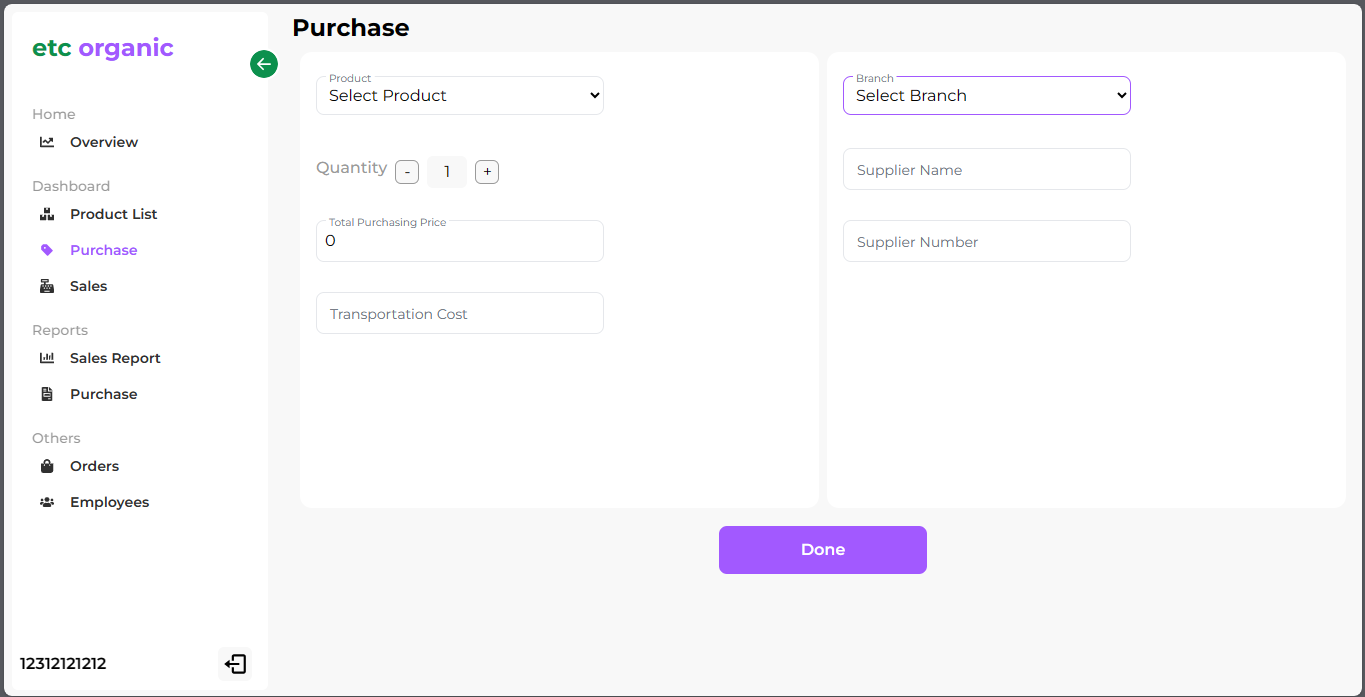 etc organic
Home
Overview
Dashboard
Product List
Purchase
Sales
Reports
Sales Report
Purchase
Others
Orders
Employees
12312121212
Purchase
Product
Select Product
Quantity - 1 +
Total Purchasing Price
0
Transportation Cost
Branch
Select Branch
Supplier Name
Supplier Number
Done